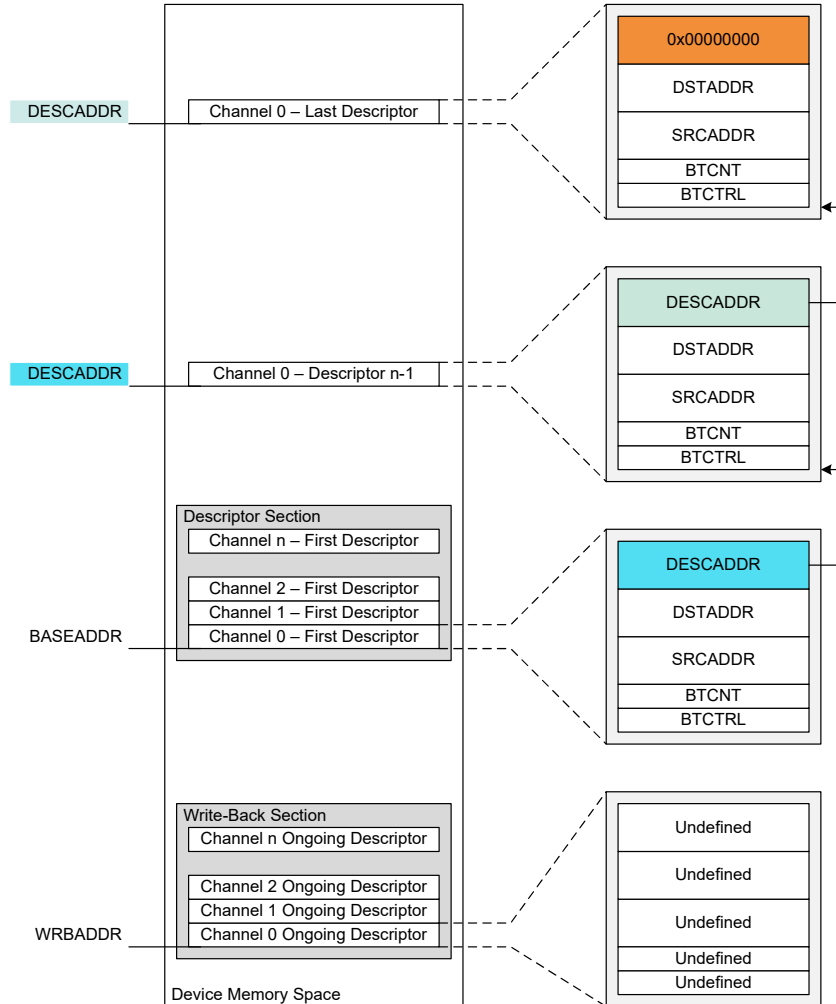 0x00000000
DESCADDR
Channel 0 – Last Descriptor
DSTADDR
SRCADDR
BTCNT
BTCTRL
DESCADDR
DESCADDR
Channel 0 – Descriptor n-1
DSTADDR
SRCADDR
BTCNT
BTCTRL
Descriptor Section
Channel n – First Descriptor
Channel 2 – First Descriptor
Channel 1 – First Descriptor
BASEADDR
Channel 0 – First Descriptor
DESCADDR
DSTADDR
SRCADDR
BTCNT
BTCTRL
Write-Back Section
Channel n Ongoing Descriptor
Channel 2 Ongoing Descriptor
Channel 1 Ongoing Descriptor
WRBADDR
Channel 0 Ongoing Descriptor
Undefined
Undefined
Undefined
Undefined
Undefined
Device Memory Space